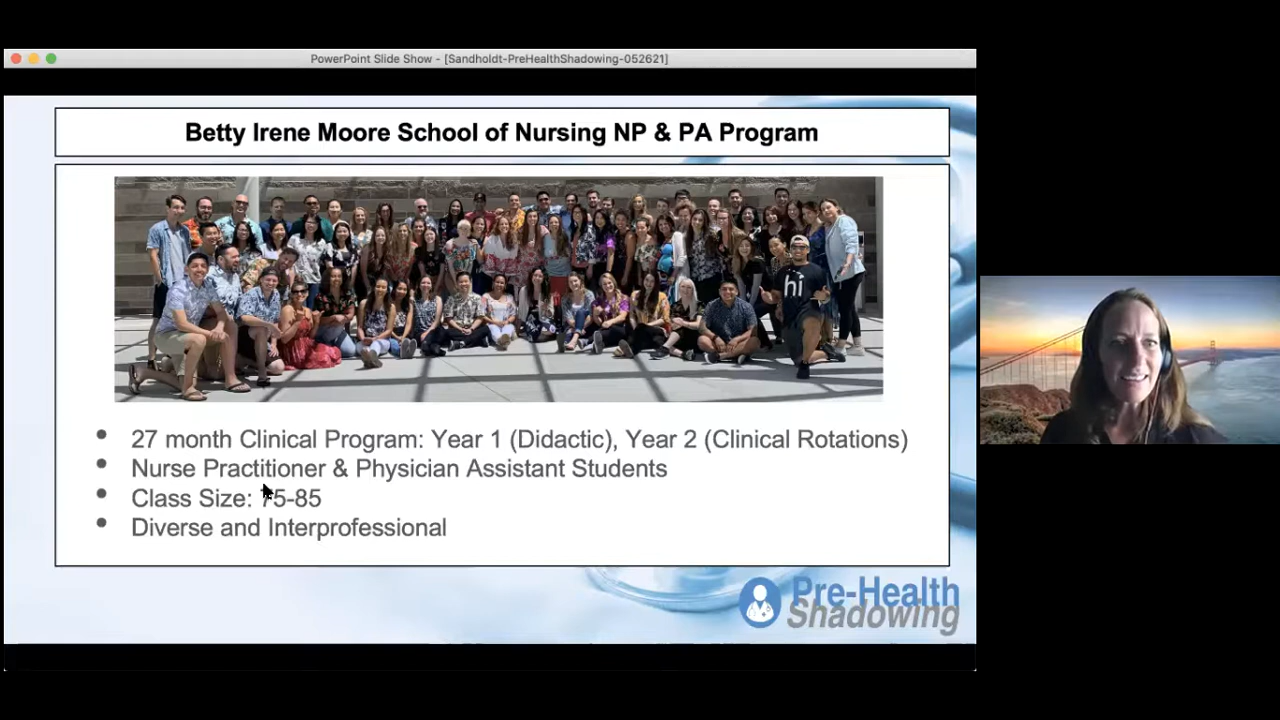 PowerPoint Slide Show - [Sandholdt-PreHealthShadowing-052621]
Betty Irene Moore School of Nursing NP & PA Program
hi
27 month Clinical Program: Year 1 (Didactic), Year 2 (Clinical Rotations)
Nurse Practitioner & Physician Assistant Students
Class Size: 75-85
Diverse and Interprofessional
Pre-Health
Shadowing